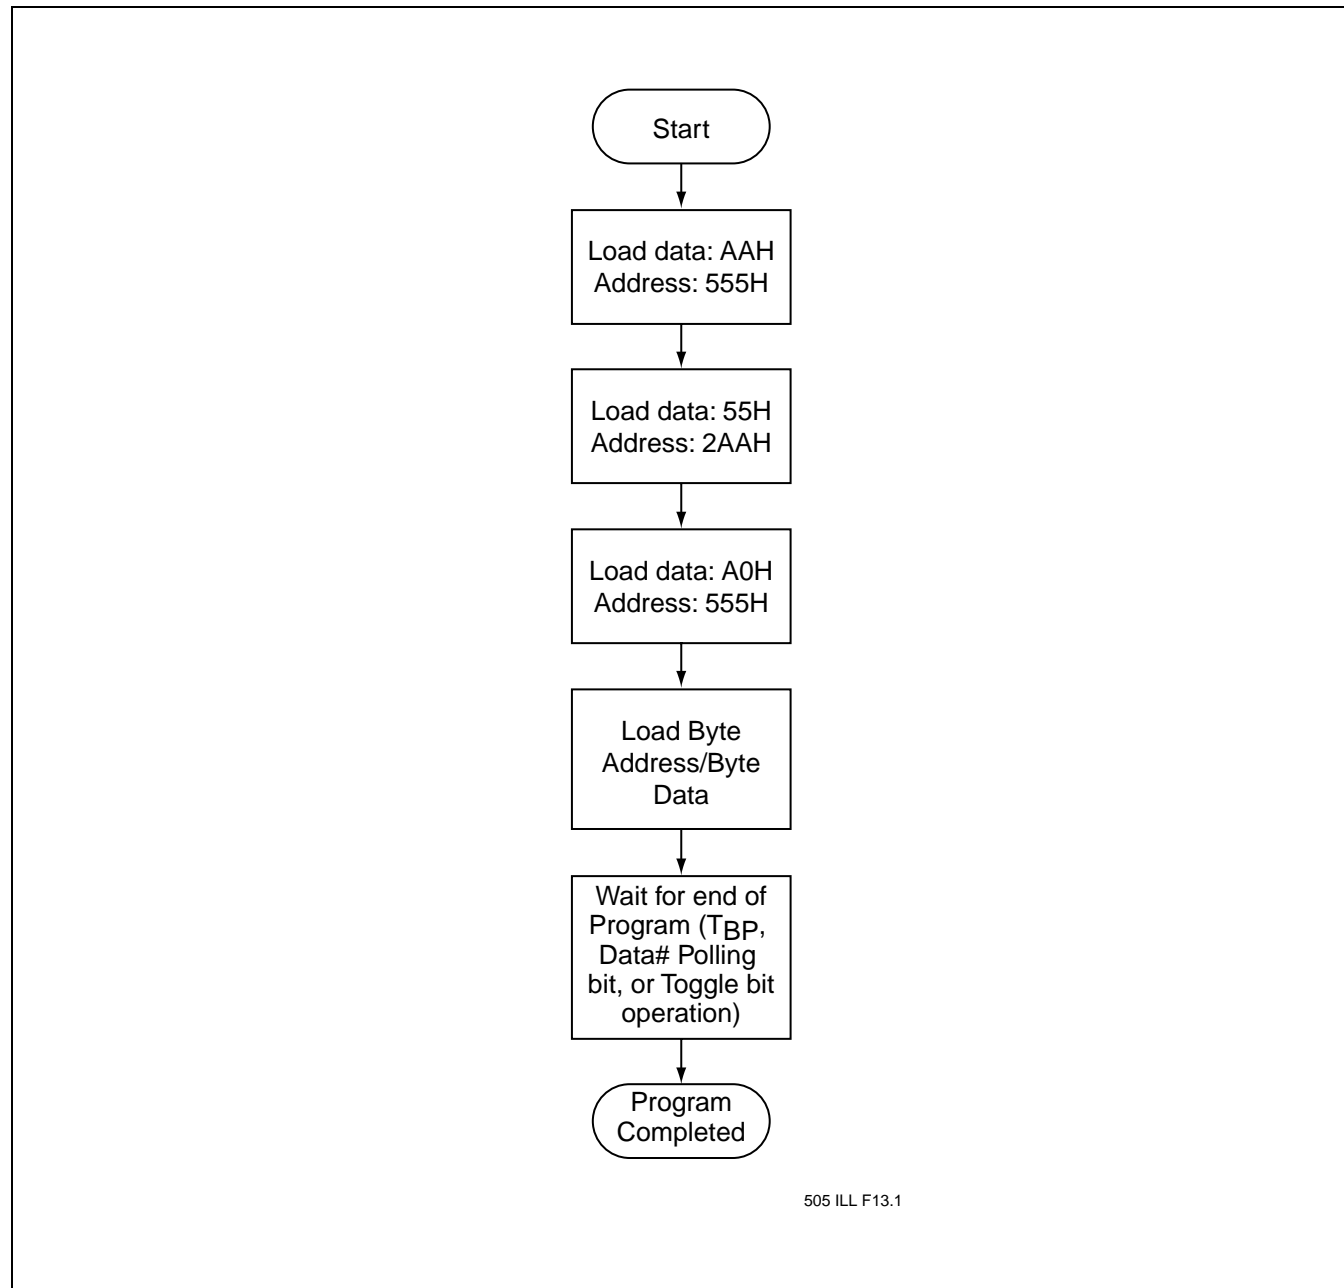 Start
Load data: AAH
Address: 555H
Load data: 55H
Address: 2AAH
Load data: A0H
Address: 555H
Load Byte
Address/Byte
Data
Wait for end of
Program (TBP,
Data# Polling
bit, or Toggle bit
operation)
Program
Completed
505 ILL F13.1